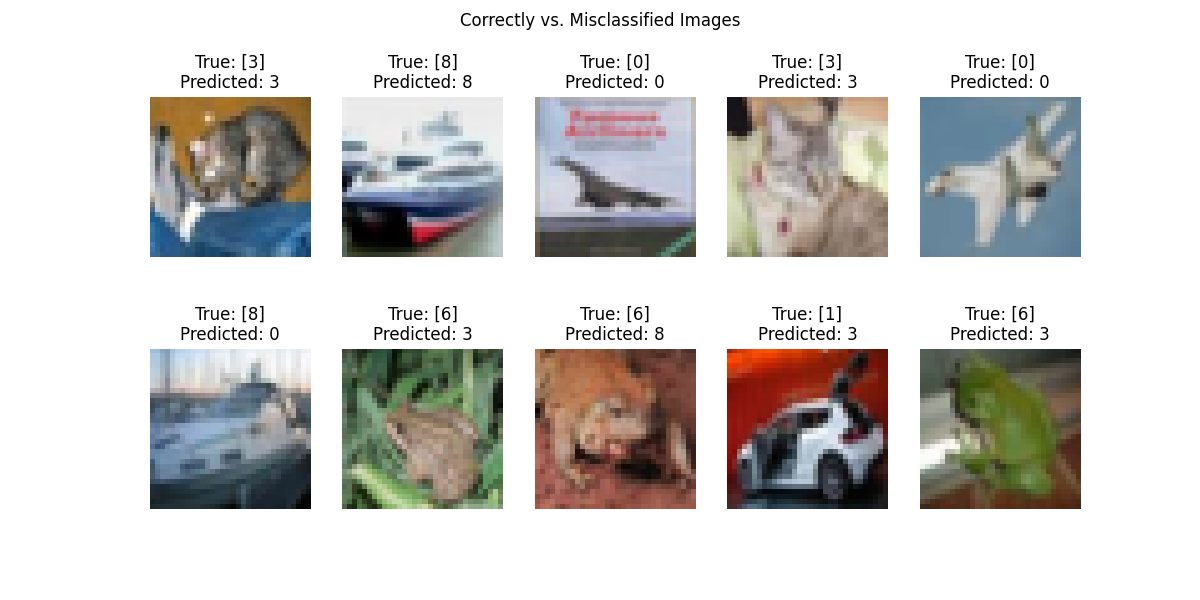 Correctly vs. Misclassified Images
True: [3]
Predicted: 3
True: [8]
Predicted: 8
True: [0]
Predicted: 0
True: [3]
Predicted: 3
True: [0]
Predicted: 0
True: [8]
Predicted: 0
True: [6]
Predicted: 3
True: [6]
Predicted: 8
True: [1]
Predicted: 3
True: [6]
Predicted: 3